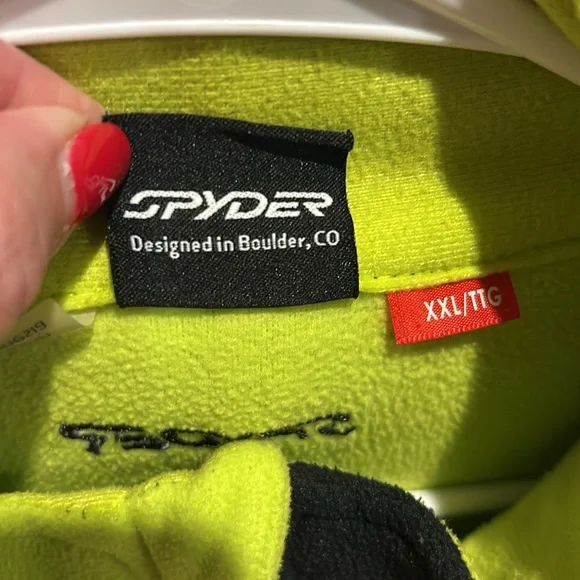 SPYDER
Designed in Boulder, CO
XXL/TTG